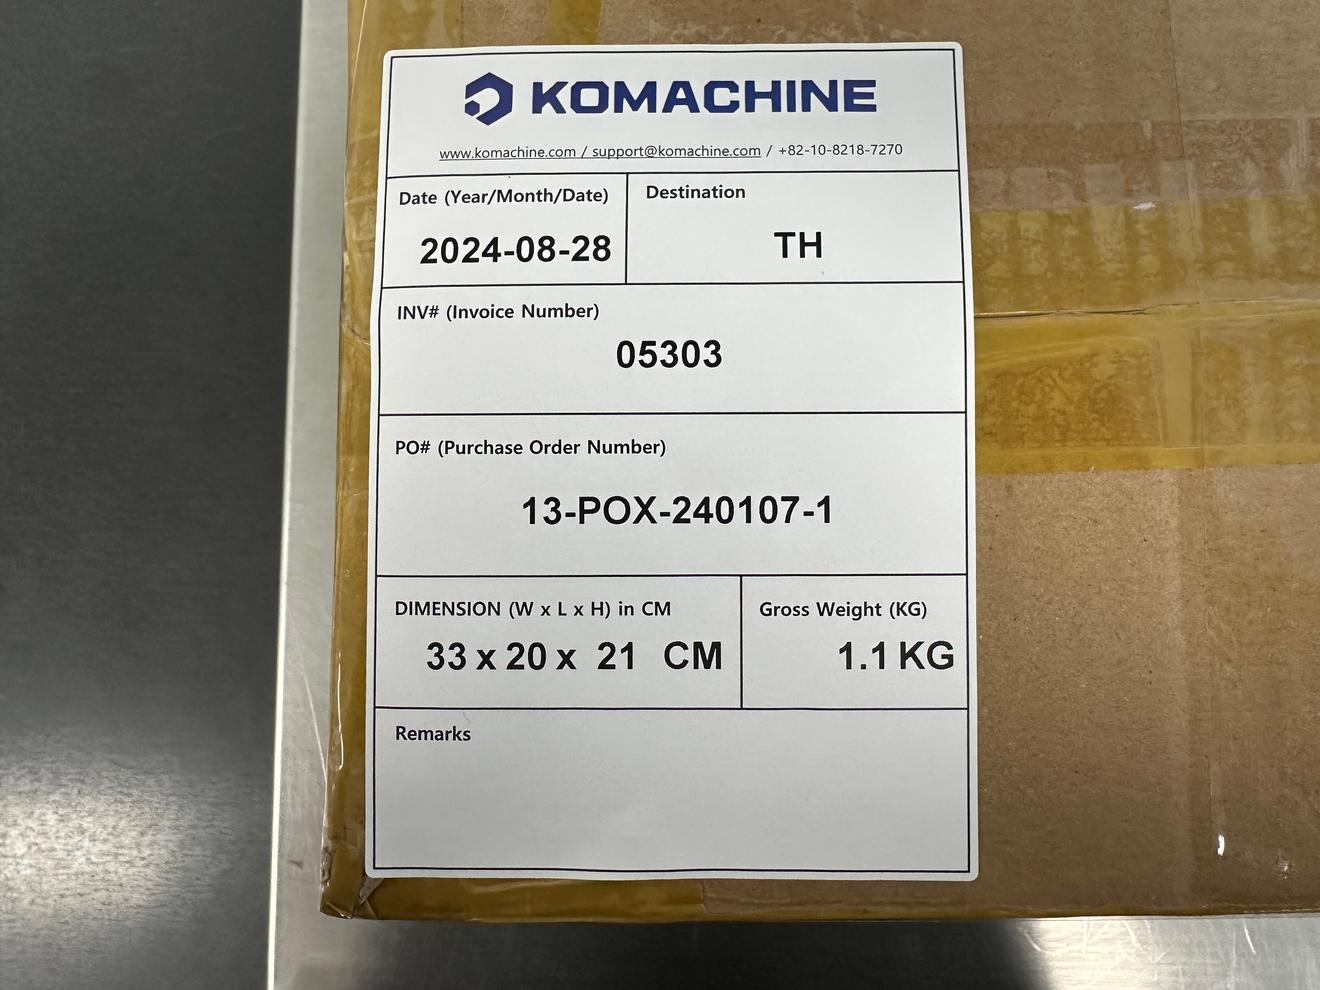 KOMACHINE
www.komachine.com / support@komachine.com / +82-10-8218-7270
Date (Year/Month/Date)
2024-08-28
Destination
TH
INV# (Invoice Number)
05303
PO# (Purchase Order Number)
13-POX-240107-1
DIMENSION (W x L x H) in CM
33 x 20 x 21 CM
Gross Weight (KG)
1.1 KG
Remarks